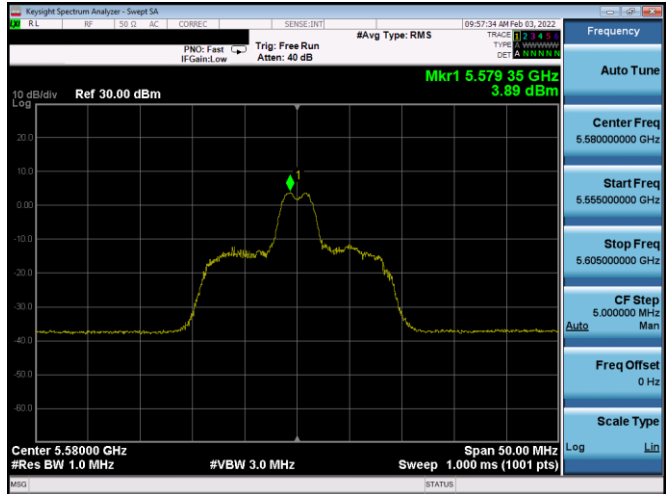 Keysight Spectrum Analyzer - Swept SA
RL RF 50 Ω AC CORREC SENSE:INT 09:57:34 AM Feb 03, 2022
#Avg Type: RMS TRACE 1 2 3 4 5 6
PNO: Fast Trig: Free Run TYPE A WWWWW
IFGain:Low Atten: 40 dB DET A N N N N N
Mkr1 5.579 35 GHz
3.89 dBm
10 dB/div Ref 30.00 dBm
Log
20.0
10.0
1
0.00
-10.0
-20.0
-30.0
-40.0
-50.0
-60.0
Center 5.58000 GHz Span 50.00 MHz
#Res BW 1.0 MHz #VBW 3.0 MHz Sweep 1.000 ms (1001 pts)
MSG STATUS
Frequency
Auto Tune
Center Freq
5.580000000 GHz
Start Freq
5.555000000 GHz
Stop Freq
5.605000000 GHz
CF Step
5.000000 MHz
Auto Man
Freq Offset
0 Hz
Scale Type
Log Lin